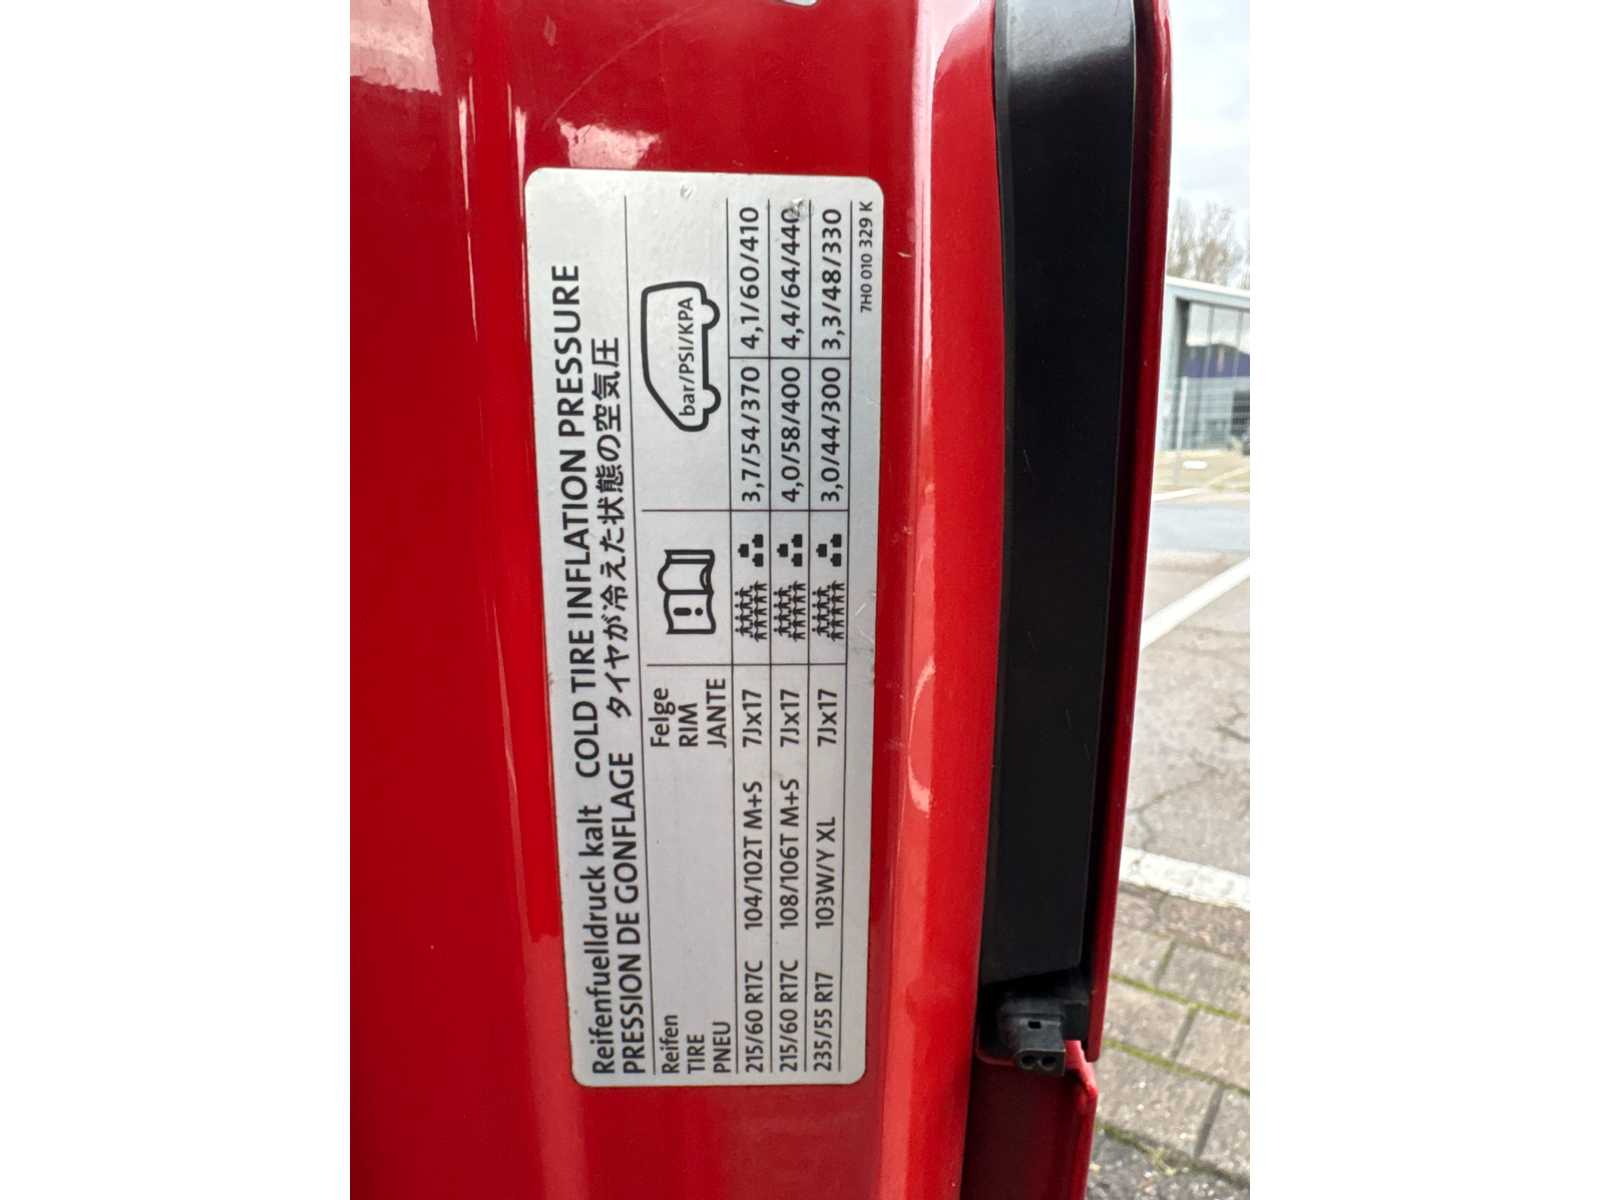 Reifenfuelldruck kalt COLD TIRE INFLATION PRESSURE
PRESSION DE GONFLAGE タイヤが冷えた状態の空気圧
Reifen Felge
TIRE RIM
PNEU JANTE
bar/PSI/KPA
215/60 R17C 104/102T M+S 7Jx17 3,7/54/370 4,1/60/410
215/60 R17C 108/106T M+S 7Jx17 4,0/58/400 4,4/64/440
235/55 R17 103W/Y XL 7Jx17 3,0/44/300 3,3/48/330
7H0 010 329 K